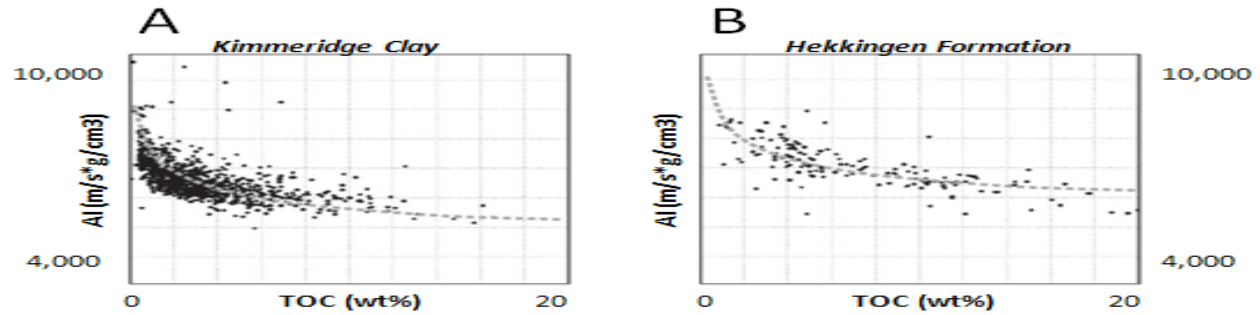 A
Kimmeridge Clay
10,000
AI(m/s*g/cm3)
4,000
0
TOC (wt%)
20
B
Hekkingen Formation
10,000
AI(m/s*g/cm3)
4,000
0
TOC (wt%)
20